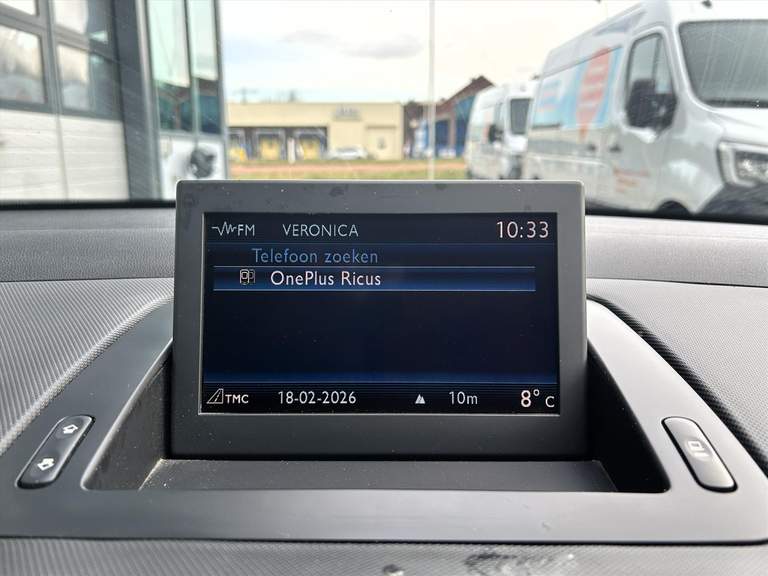 FM VERONICA 10:33
Telefoon zoeken
OnePlus Ricus
TMC 18-02-2026 10m 8° C